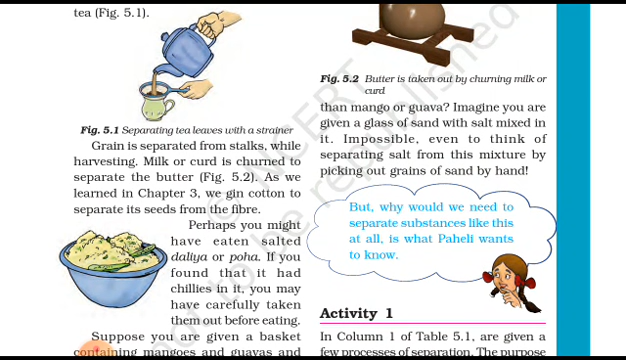 tea (Fig. 5.1).
Fig. 5.1 Separating tea leaves with a strainer
Grain is separated from stalks, while
harvesting. Milk or curd is churned to
separate the butter (Fig. 5.2). As we
learned in Chapter 3, we gin cotton to
separate its seeds from the fibre.
Perhaps you might
have eaten salted
daliya or poha. If you
found that it had
chillies in it, you may
have carefully taken
them out before eating.
Suppose you are given a basket
containing mangoes and guavas and
Fig. 5.2 Butter is taken out by churning milk or
curd
than mango or guava? Imagine you are
given a glass of sand with salt mixed in
it. Impossible, even to think of
separating salt from this mixture by
picking out grains of sand by hand!
But, why would we need to
separate substances like this
at all, is what Paheli wants
to know.
Activity 1
In Column 1 of Table 5.1, are given a
few processes of separation. The purpose
© NCERT
not to be republished